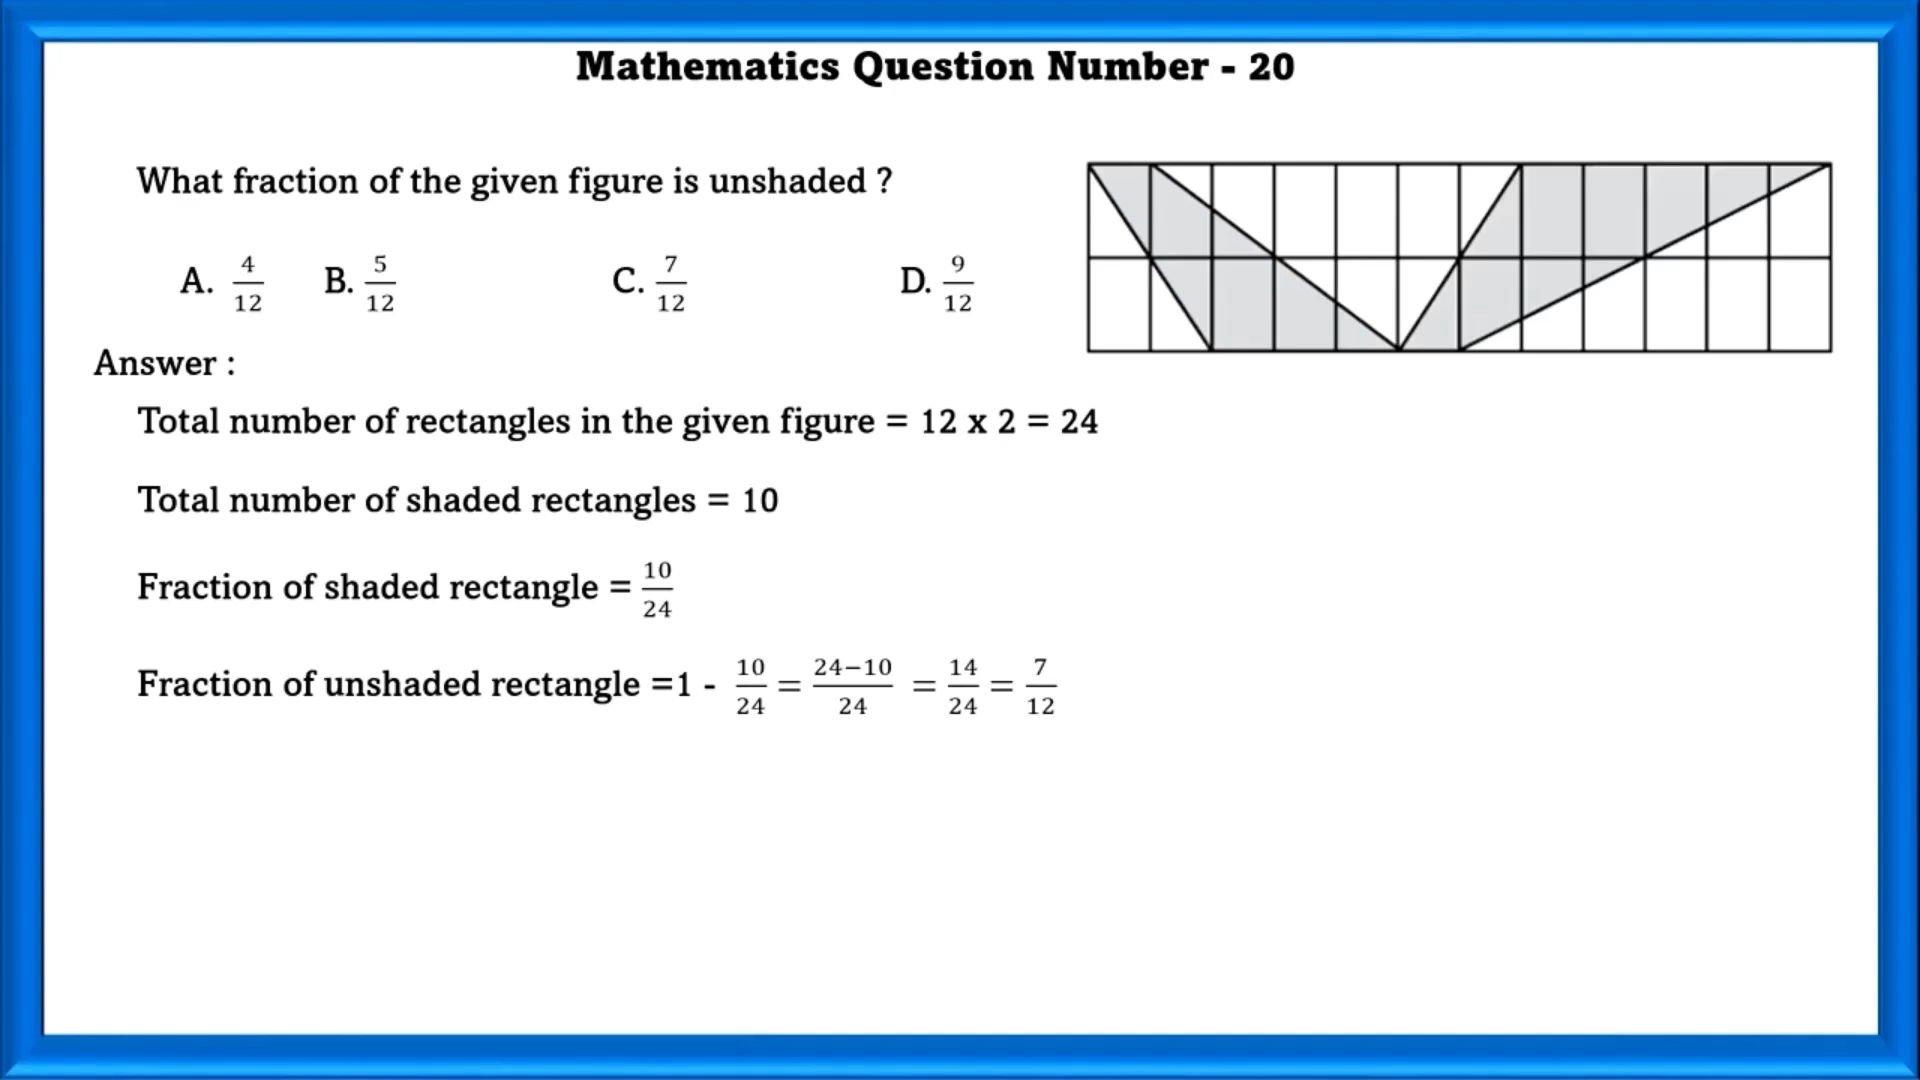 Mathematics Question Number - 20
What fraction of the given figure is unshaded ?
A. 4/12 B. 5/12 C. 7/12 D. 9/12
Answer :
Total number of rectangles in the given figure = 12 x 2 = 24
Total number of shaded rectangles = 10
Fraction of shaded rectangle = 10/24
Fraction of unshaded rectangle =1 - 10/24 = 24−10/24 = 14/24 = 7/12